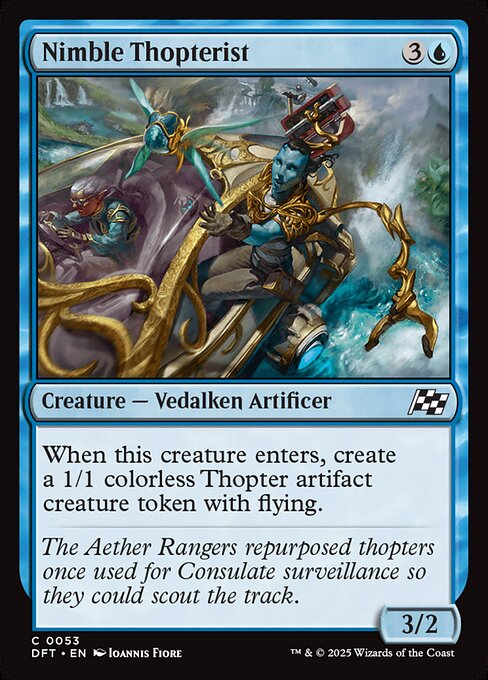 Nimble Thopterist 3
Creature — Vedalken Artificer
When this creature enters, create
a 1/1 colorless Thopter artifact
creature token with flying.
The Aether Rangers repurposed thopters
once used for Consulate surveillance so
they could scout the track.
3/2
C 0053
DFT • EN Ioannis Fiore
™ & © 2025 Wizards of the Coast